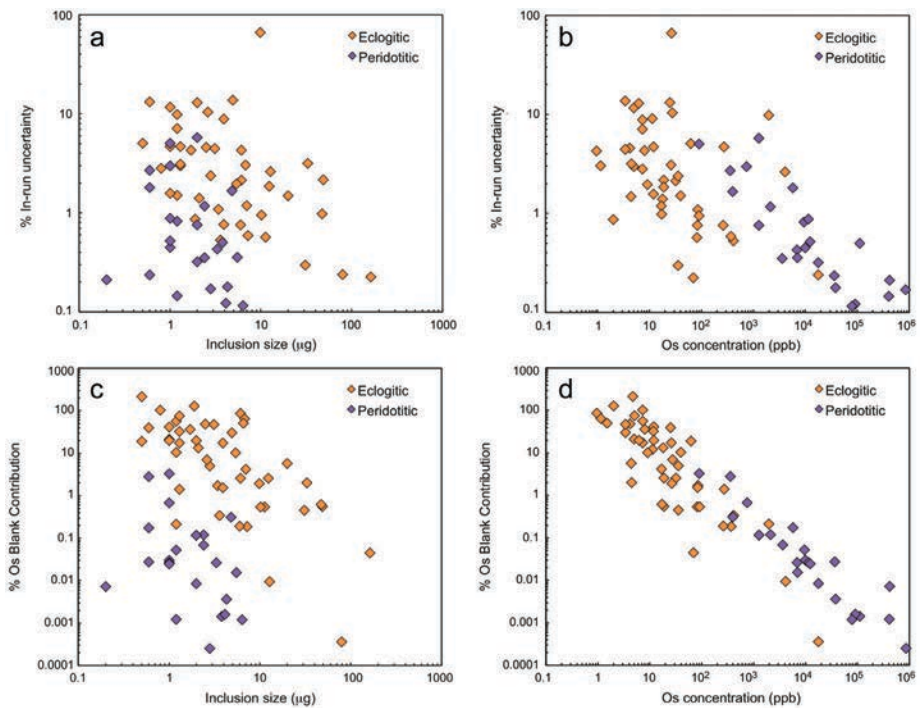 a
Eclogitic
Peridotitic
% In-run uncertainty
100
10
1
0.1
0.1 1 10 100 1000
Inclusion size (μg)
b
Eclogitic
Peridotitic
% In-run uncertainty
100
10
1
0.1
0.1 1 10 10² 10³ 10⁴ 10⁵ 10⁶
Os concentration (ppb)
c
Eclogitic
Peridotitic
% Os Blank Contribution
1000
100
10
1
0.1
0.01
0.001
0.0001
0.1 1 10 100 1000
Inclusion size (μg)
d
Eclogitic
Peridotitic
% Os Blank Contribution
1000
100
10
1
0.1
0.01
0.001
0.0001
0.1 1 10 10² 10³ 10⁴ 10⁵ 10⁶
Os concentration (ppb)